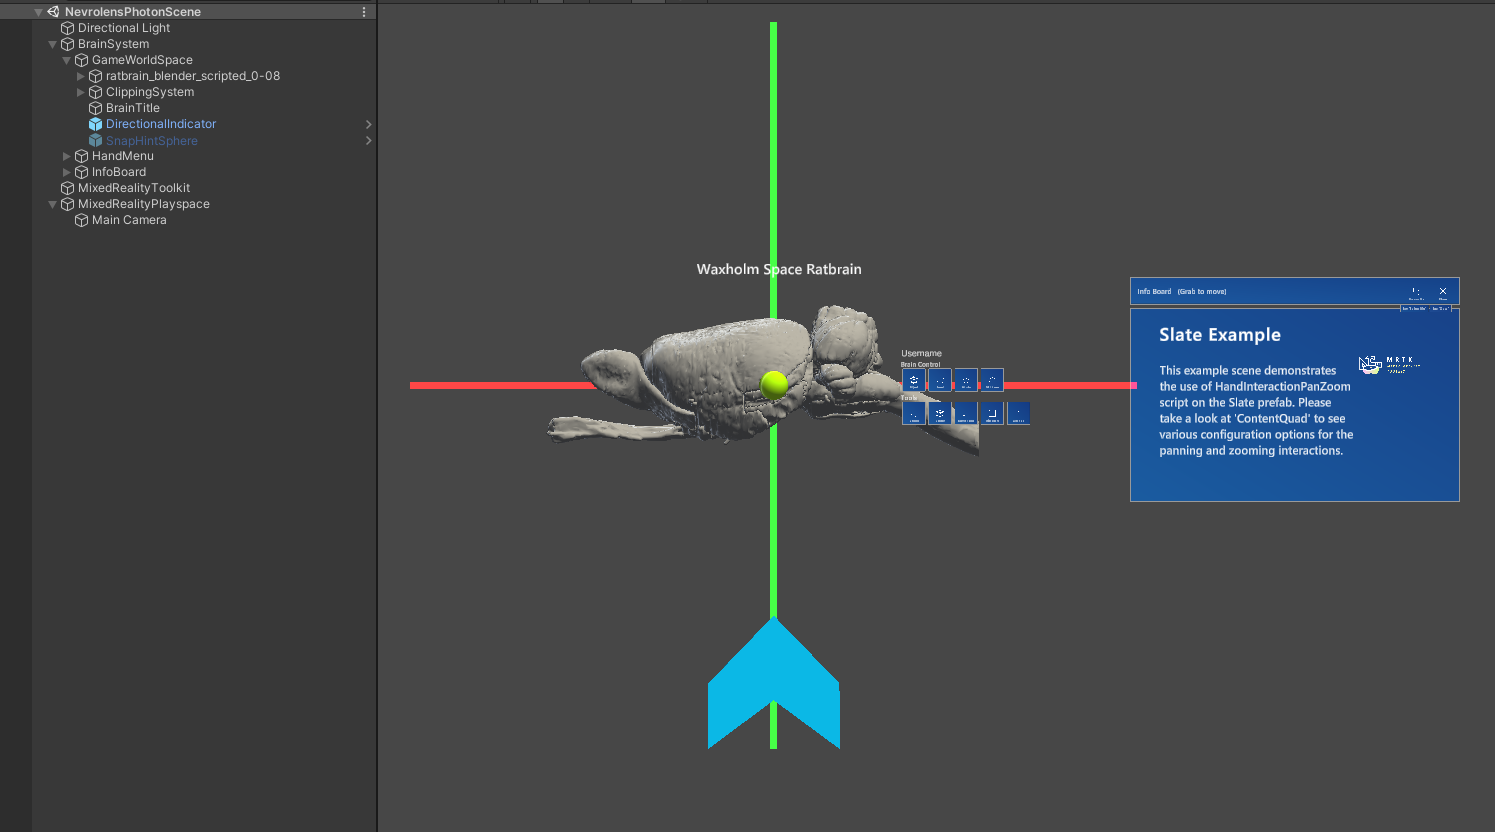 NevrolensPhotonScene
Directional Light
BrainSystem
GameWorldSpace
ratbrain_blender_scripted_0-08
ClippingSystem
BrainTitle
DirectionalIndicator
SnapHintSphere
HandMenu
InfoBoard
MixedRealityToolkit
MixedRealityPlayspace
Main Camera
Waxholm Space Ratbrain
Username
Brain Control
Tools
Info Board (Grab to move)
Slate Example
This example scene demonstrates
the use of HandInteractionPanZoom
script on the Slate prefab. Please
take a look at 'ContentQuad' to see
various configuration options for the
panning and zooming interactions.
MRTK